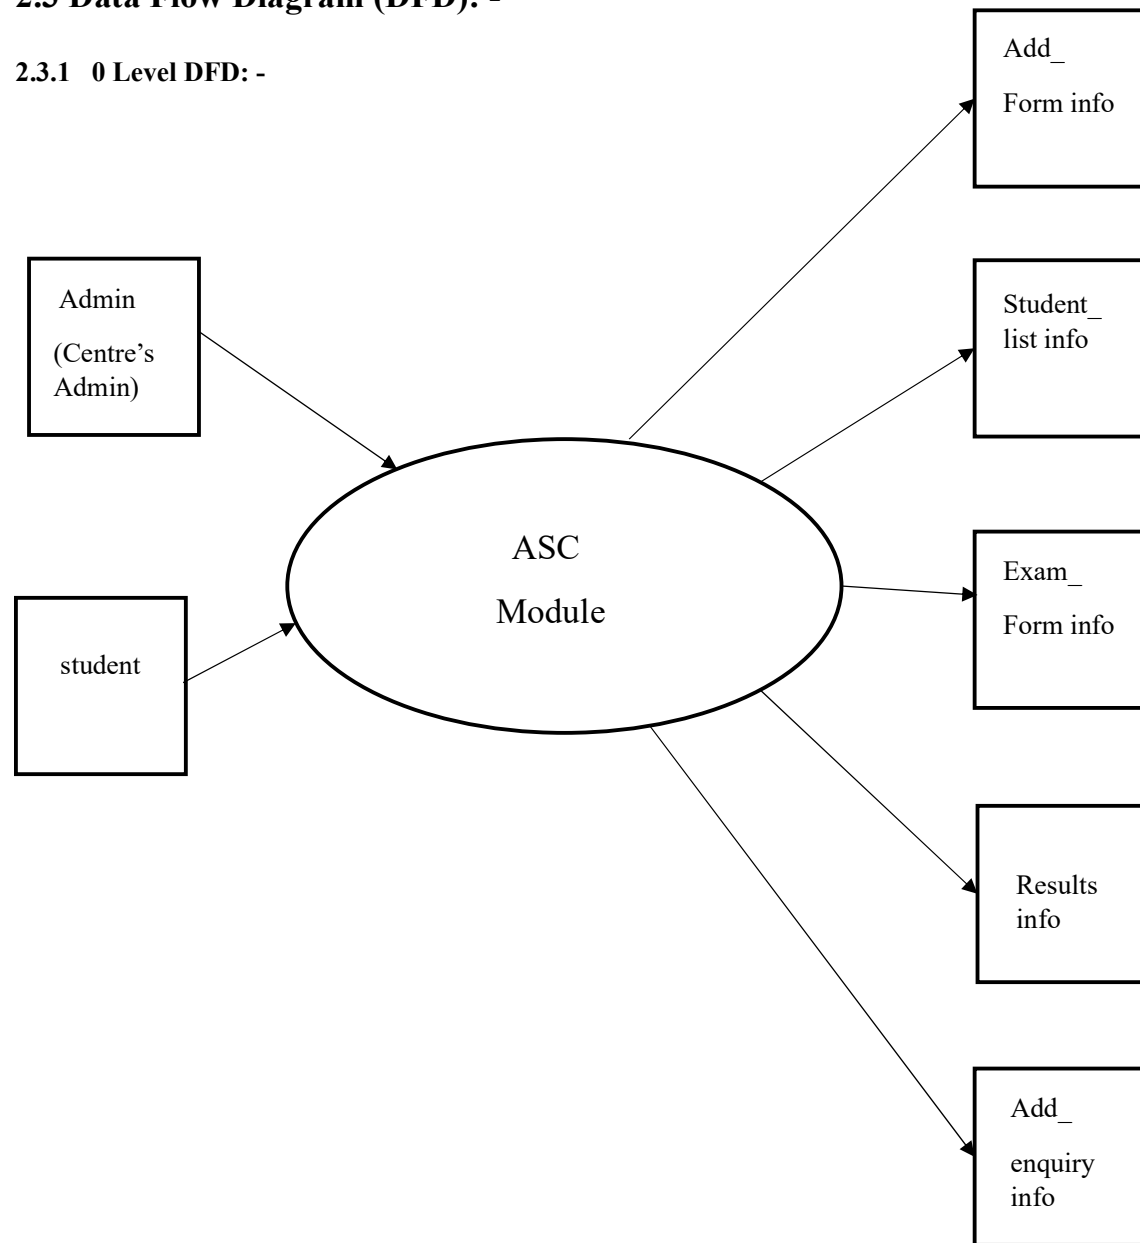 2.3 Data Flow Diagram (DFD): -
2.3.1 0 Level DFD: -
Add_
Form info
Admin
(Centre’s
Admin)
Student_
list info
ASC
Module
Exam_
Form info
student
Results
info
Add_
enquiry
info